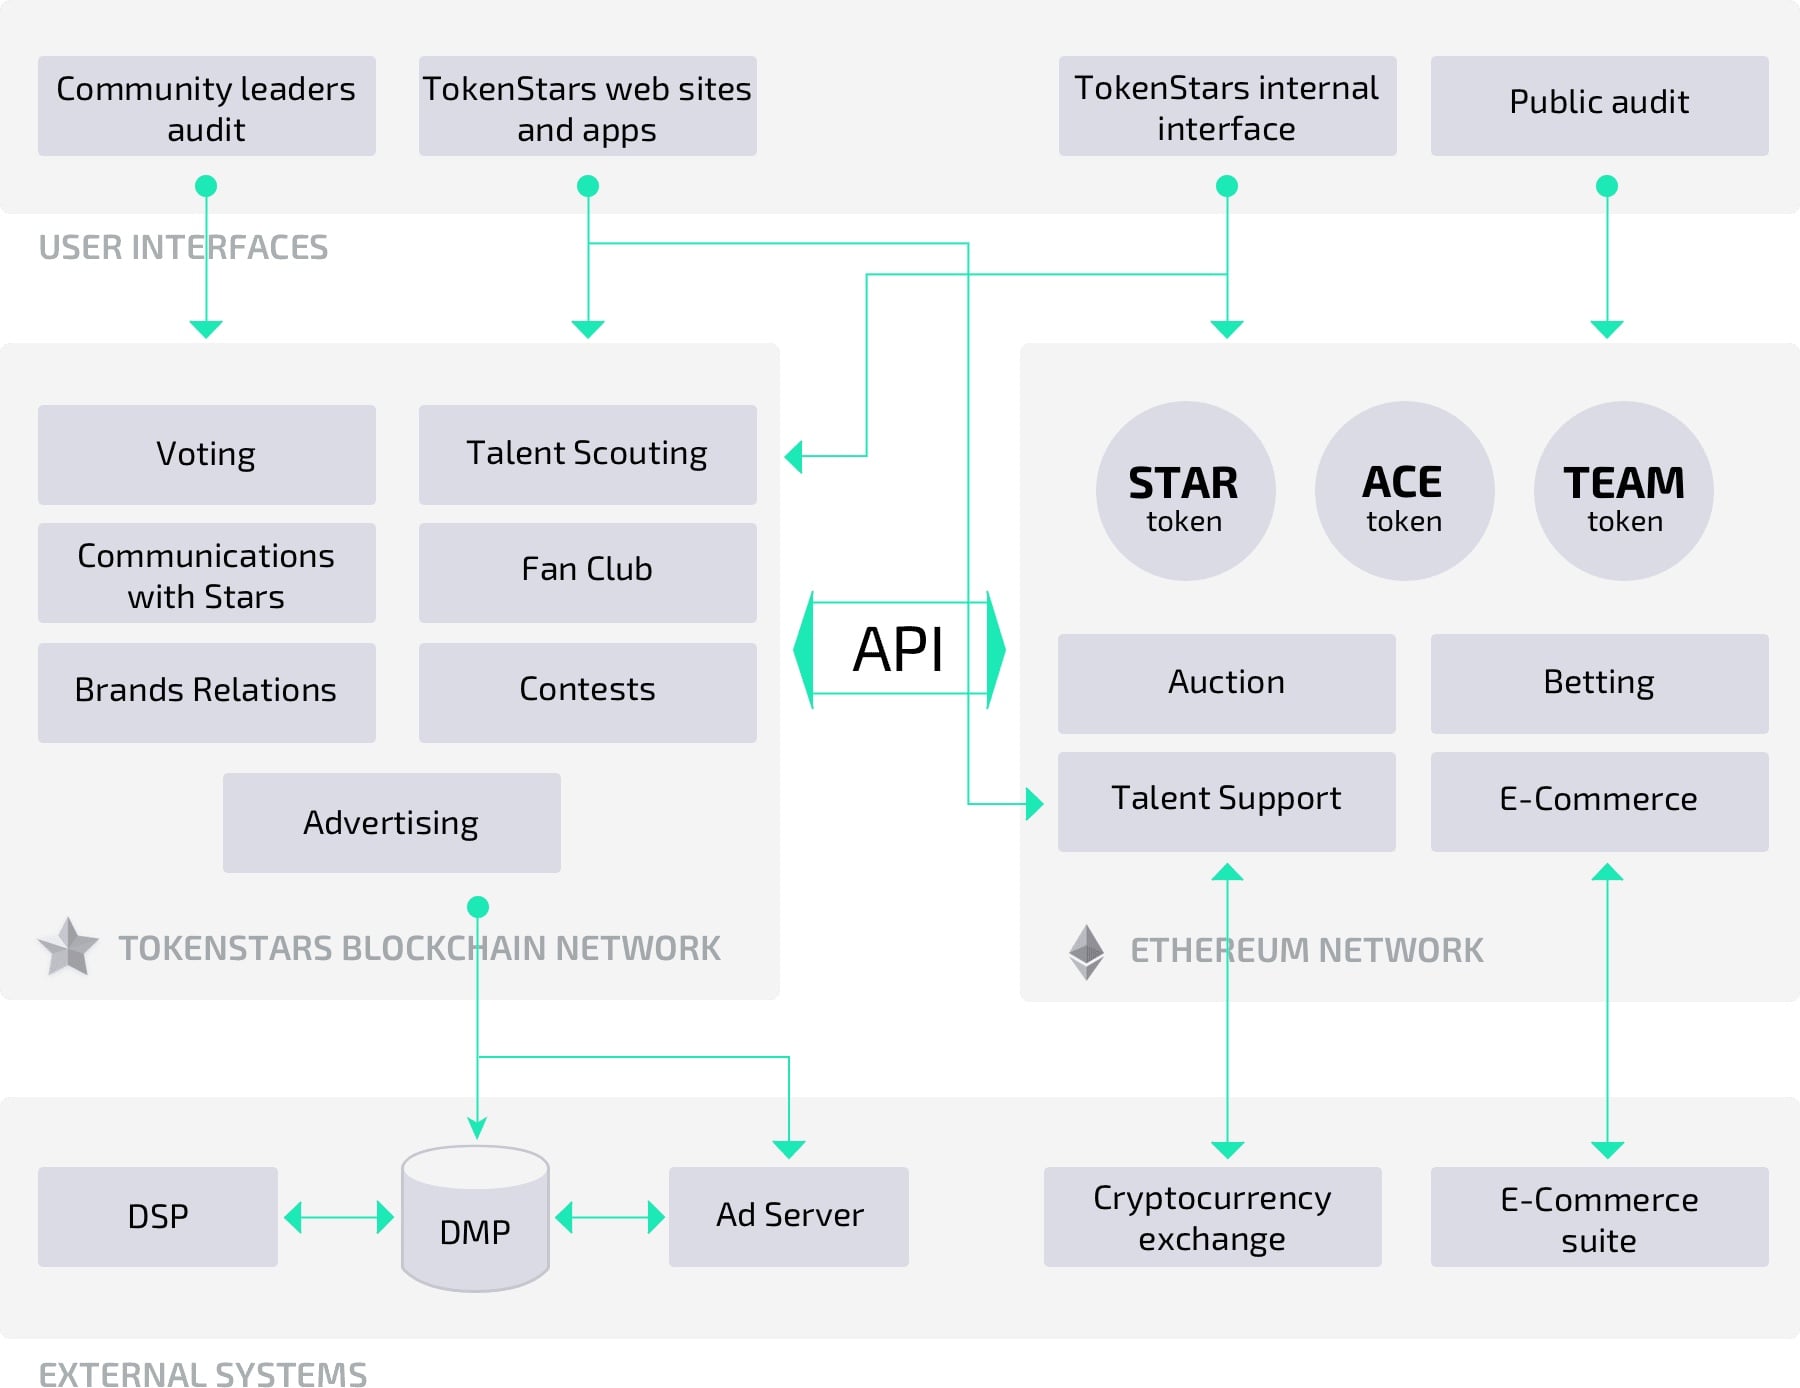 Community leaders
audit
TokenStars web sites
and apps
TokenStars internal
interface
Public audit
USER INTERFACES
Voting
Talent Scouting
Communications
with Stars
Fan Club
Brands Relations
Contests
Advertising
TOKENSTARS BLOCKCHAIN NETWORK
API
STAR
token
ACE
token
TEAM
token
Auction
Betting
Talent Support
E-Commerce
ETHEREUM NETWORK
DSP
DMP
Ad Server
Cryptocurrency
exchange
E-Commerce
suite
EXTERNAL SYSTEMS